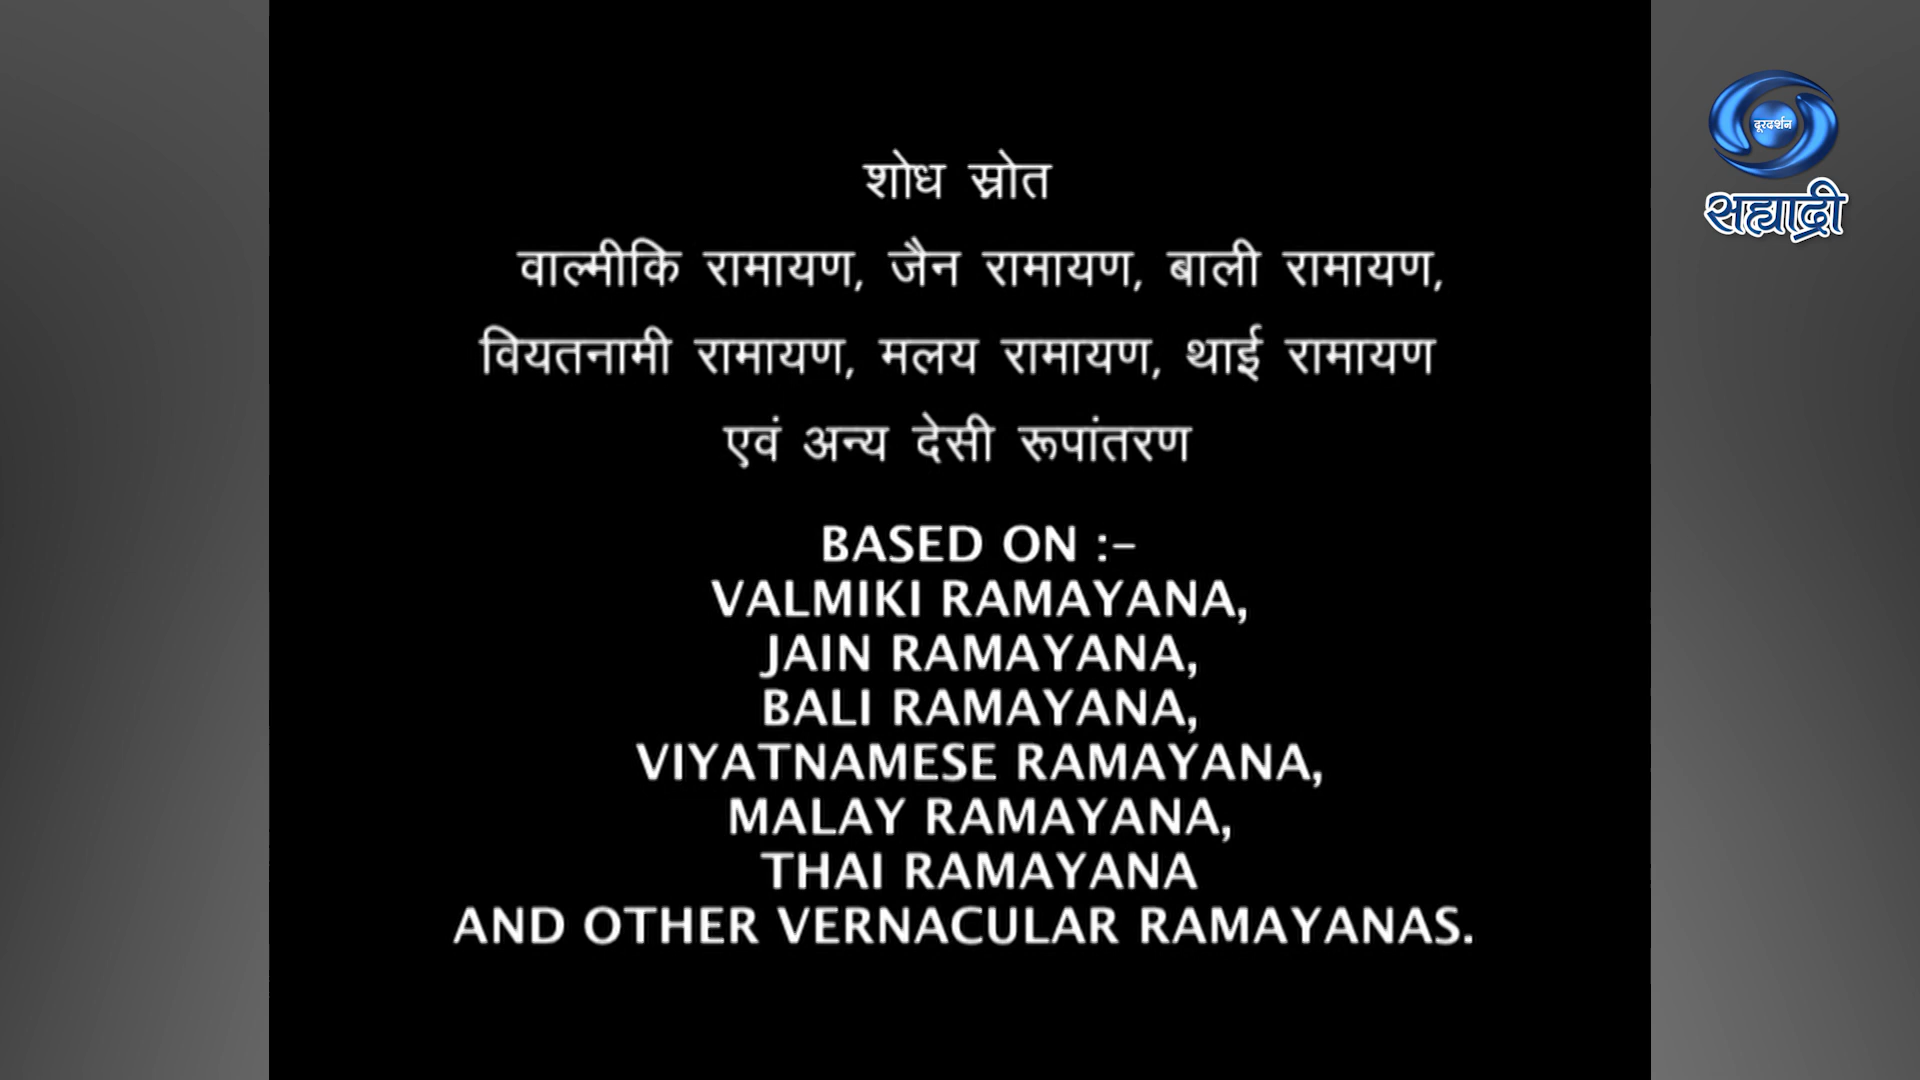 दूरदर्शन
सह्याद्री
शोध स्रोत
वाल्मीकि रामायण, जैन रामायण, बाली रामायण,
वियतनामी रामायण, मलय रामायण, थाई रामायण
एवं अन्य देसी रूपांतरण
BASED ON :-
VALMIKI RAMAYANA,
JAIN RAMAYANA,
BALI RAMAYANA,
VIYATNAMESE RAMAYANA,
MALAY RAMAYANA,
THAI RAMAYANA
AND OTHER VERNACULAR RAMAYANAS.